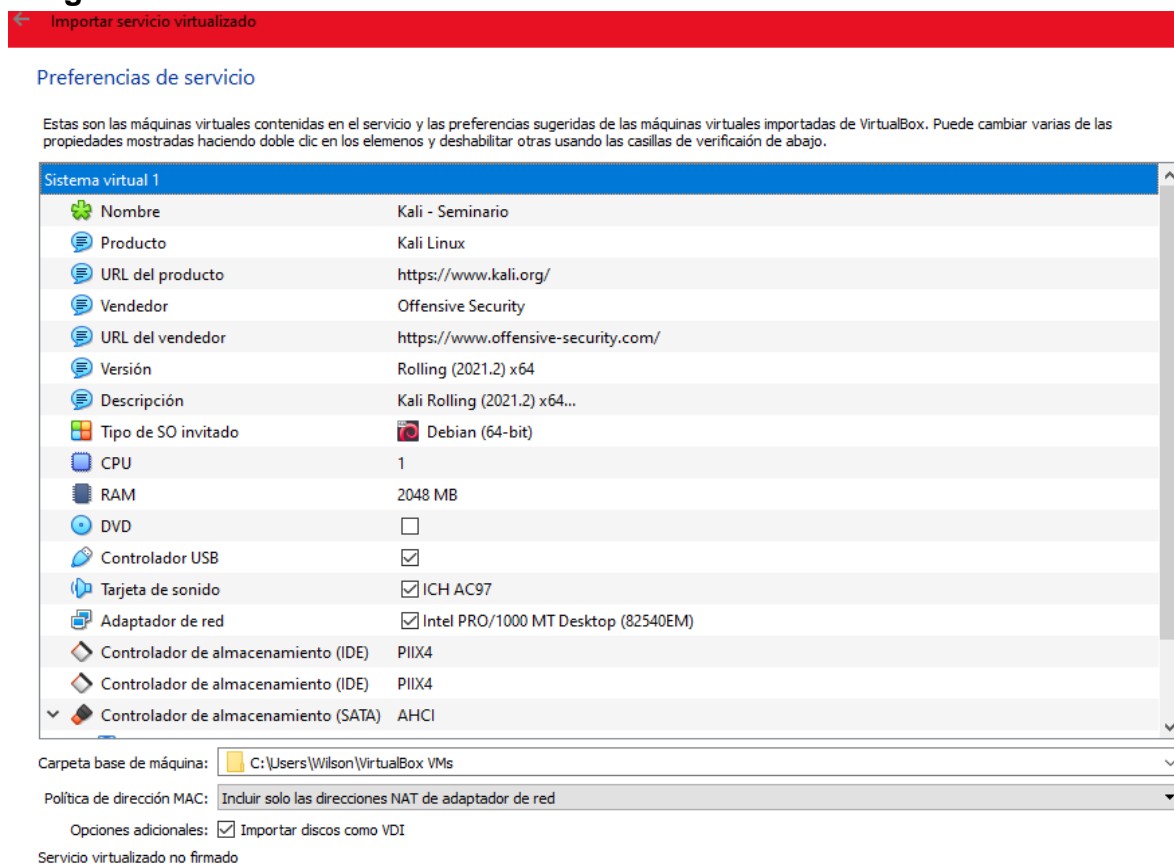 Importar servicio virtualizado
Preferencias de servicio
Estas son las máquinas virtuales contenidas en el servicio y las preferencias sugeridas de las máquinas virtuales importadas de VirtualBox. Puede cambiar varias de las
propiedades mostradas haciendo doble clic en los elemenos y deshabilitar otras usando las casillas de verificaión de abajo.
Sistema virtual 1
Nombre Kali - Seminario
Producto Kali Linux
URL del producto https://www.kali.org/
Vendedor Offensive Security
URL del vendedor https://www.offensive-security.com/
Versión Rolling (2021.2) x64
Descripción Kali Rolling (2021.2) x64...
Tipo de SO invitado Debian (64-bit)
CPU 1
RAM 2048 MB
DVD
Controlador USB
Tarjeta de sonido ICH AC97
Adaptador de red Intel PRO/1000 MT Desktop (82540EM)
Controlador de almacenamiento (IDE) PIIX4
Controlador de almacenamiento (IDE) PIIX4
Controlador de almacenamiento (SATA) AHCI
Carpeta base de máquina: C:\Users\Wilson\VirtualBox VMs
Política de dirección MAC: Incluir solo las direcciones NAT de adaptador de red
Opciones adicionales: Importar discos como VDI
Servicio virtualizado no firmado